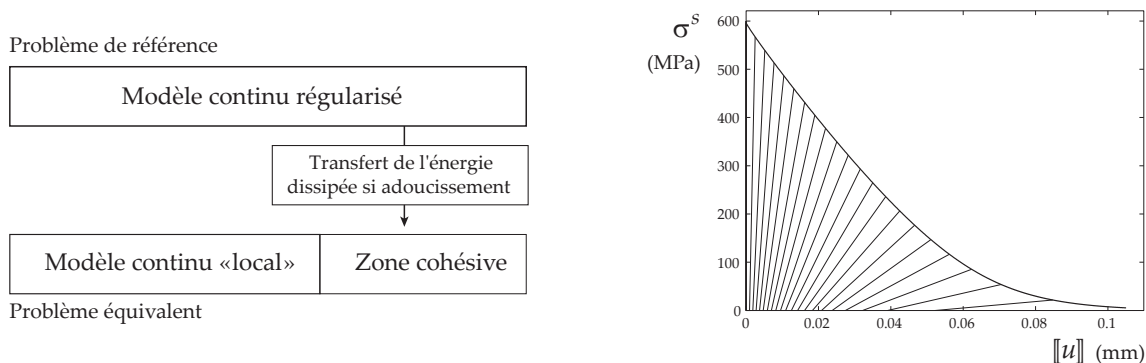 Problème de référence
Modèle continu régularisé
Transfert de l'énergie
dissipée si adoucissement
Modèle continu «local»
Zone cohésive
Problème équivalent
σˢ
(MPa)
600
500
400
300
200
100
0
0
0.02
0.04
0.06
0.08
0.1
⟦u⟧ (mm)